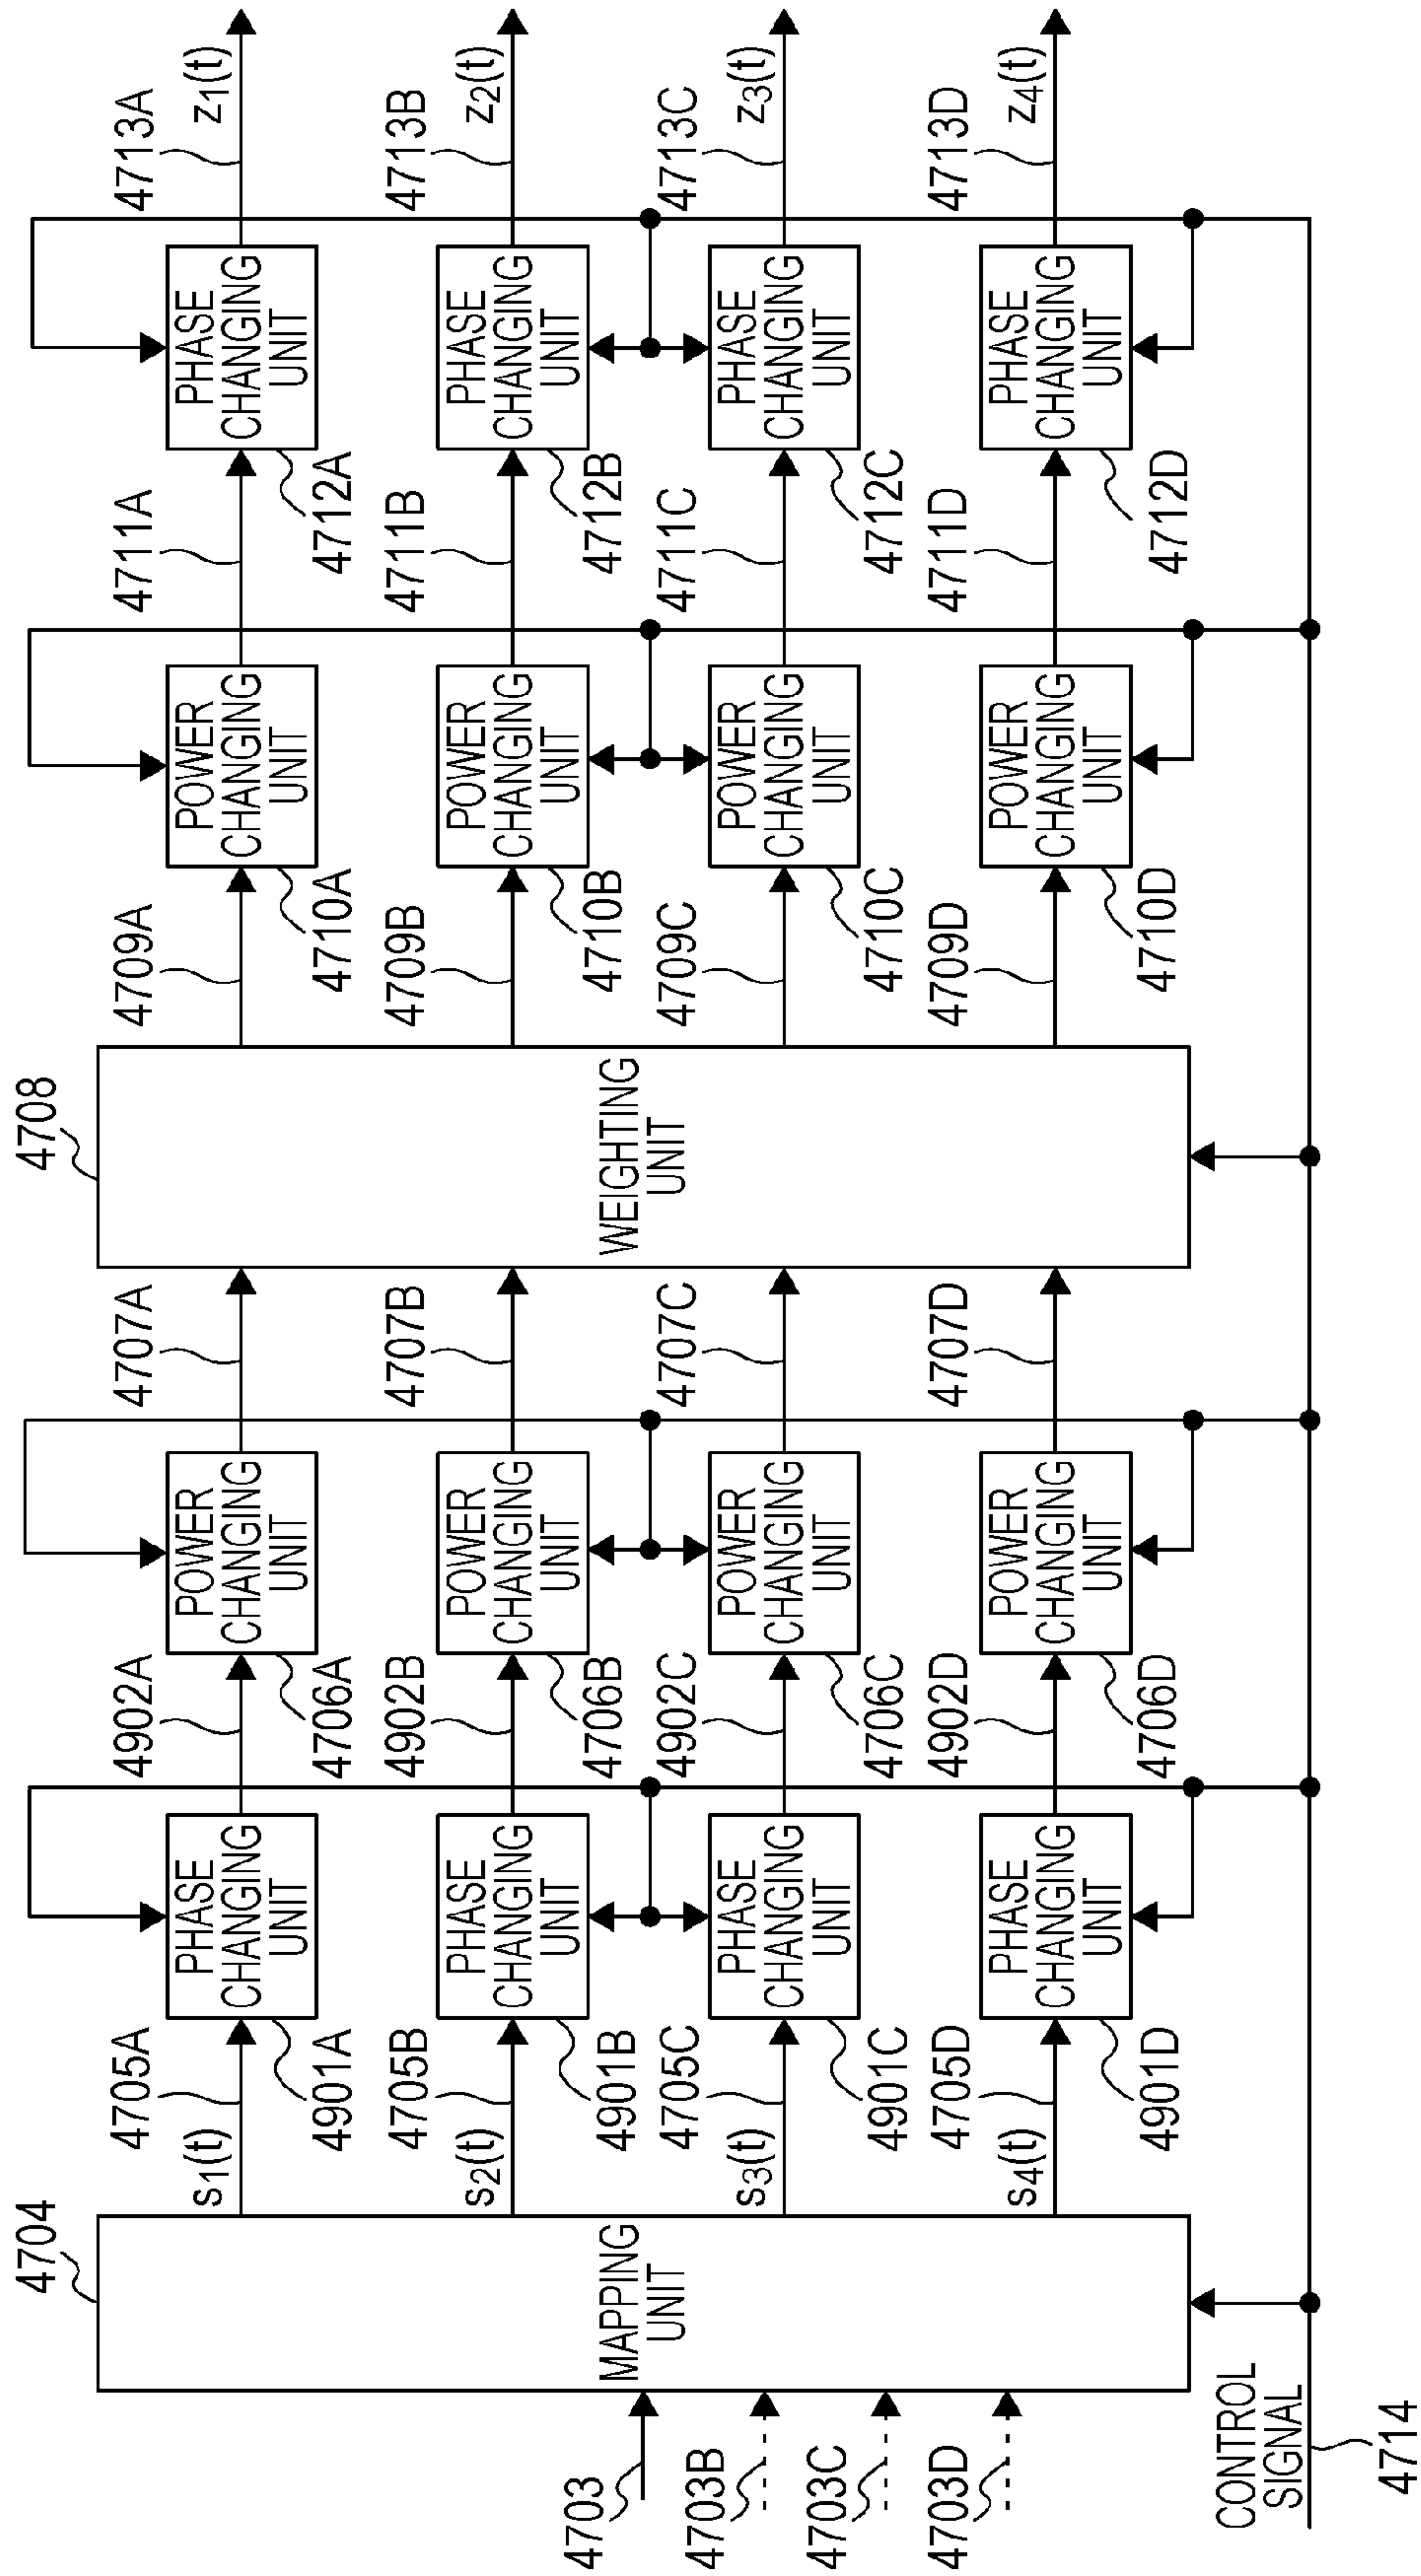 4704
4708
4705A
4902A
4707A
4709A
4711A
4713A
s1(t)
z1(t)
PHASE
CHANGING
UNIT
POWER
CHANGING
UNIT
POWER
CHANGING
UNIT
PHASE
CHANGING
UNIT
4901A
4706A
4710A
4712A
4705B
4902B
4707B
4709B
4711B
4713B
s2(t)
z2(t)
PHASE
CHANGING
UNIT
POWER
CHANGING
UNIT
POWER
CHANGING
UNIT
PHASE
CHANGING
UNIT
4901B
4706B
4710B
4712B
MAPPING
UNIT
WEIGHTING
UNIT
4703
4703B
4703C
4703D
4705C
4902C
4707C
4709C
4711C
4713C
s3(t)
z3(t)
PHASE
CHANGING
UNIT
POWER
CHANGING
UNIT
POWER
CHANGING
UNIT
PHASE
CHANGING
UNIT
4901C
4706C
4710C
4712C
4705D
4902D
4707D
4709D
4711D
4713D
s4(t)
z4(t)
PHASE
CHANGING
UNIT
POWER
CHANGING
UNIT
POWER
CHANGING
UNIT
PHASE
CHANGING
UNIT
4901D
4706D
4710D
4712D
CONTROL
SIGNAL
4714